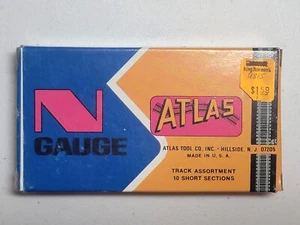 N
GAUGE
ATLAS
$1.59
ATLAS TOOL CO., INC. - HILLSIDE, N. J. 07205
MADE IN U. S. A.
TRACK ASSORTMENT
10 SHORT SECTIONS